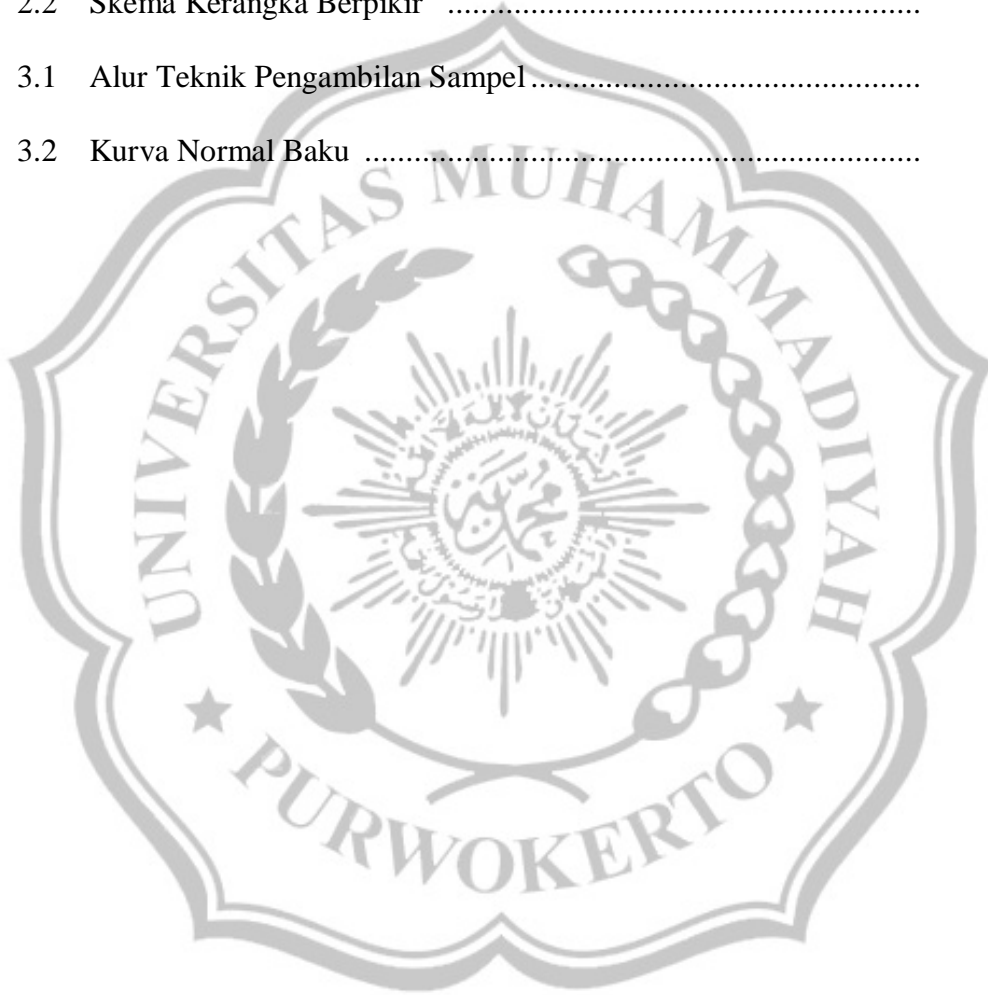 2.2 Skema Kerangka Berpikir ........................................................
3.1 Alur Teknik Pengambilan Sampel ...............................................
3.2 Kurva Normal Baku ..................................................................
UNIVERSITAS MUHAMMADIYAH
PURWOKERTO